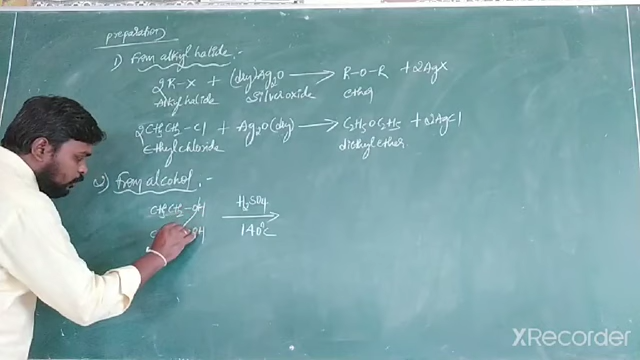 preparation
1) From alkyl halide :-
2R-X + (dry)Ag2O ⟶ R-O-R + 2AgX
Alkyl halide Silver oxide ether
2CH3CH2-Cl + Ag2O(dry) ⟶ C2H5OC2H5 + 2AgCl
Ethyl chloride diethyl ether
2) From alcohol :-
CH3CH2-OH H2SO4
140°C
XRecorder